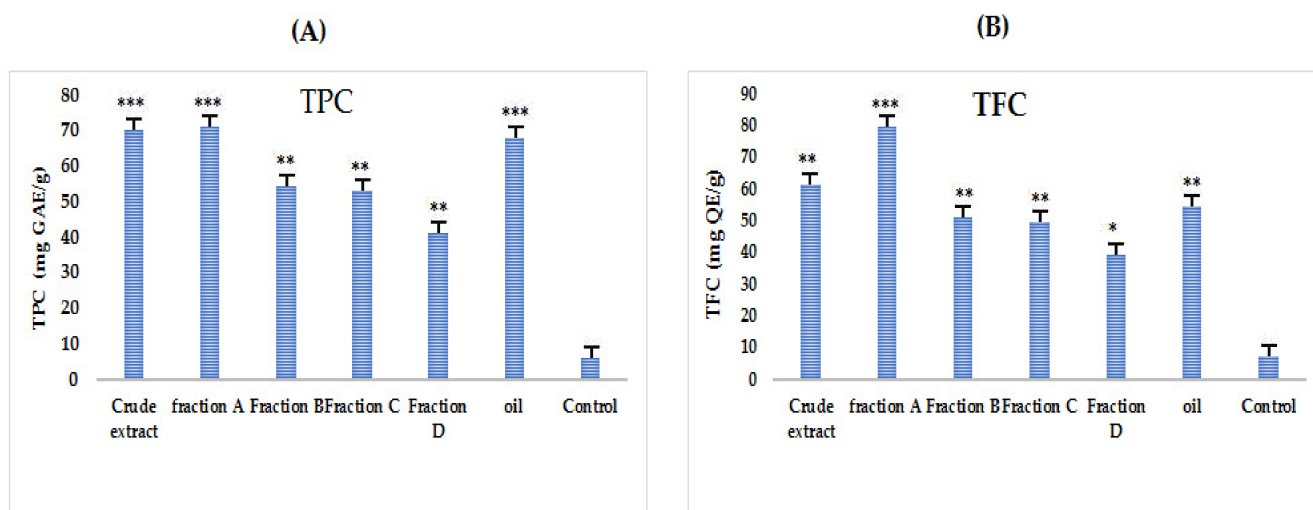 (A)
TPC
TPC (mg GAE/g)
80
70
60
50
40
30
20
10
0
***
***
**
**
**
***
Crude extract
fraction A
Fraction B
Fraction C
Fraction D
oil
Control
(B)
TFC
TFC (mg QE/g)
90
80
70
60
50
40
30
20
10
0
**
***
**
**
*
**
Crude extract
fraction A
Fraction B
Fraction C
Fraction D
oil
Control